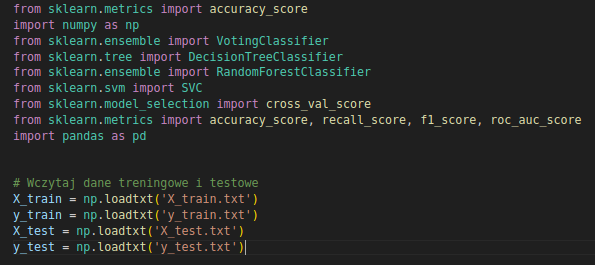 from sklearn.metrics import accuracy_score
import numpy as np
from sklearn.ensemble import VotingClassifier
from sklearn.tree import DecisionTreeClassifier
from sklearn.ensemble import RandomForestClassifier
from sklearn.svm import SVC
from sklearn.model_selection import cross_val_score
from sklearn.metrics import accuracy_score, recall_score, f1_score, roc_auc_score
import pandas as pd
# Wczytaj dane treningowe i testowe
X_train = np.loadtxt('X_train.txt')
y_train = np.loadtxt('y_train.txt')
X_test = np.loadtxt('X_test.txt')
y_test = np.loadtxt('y_test.txt')